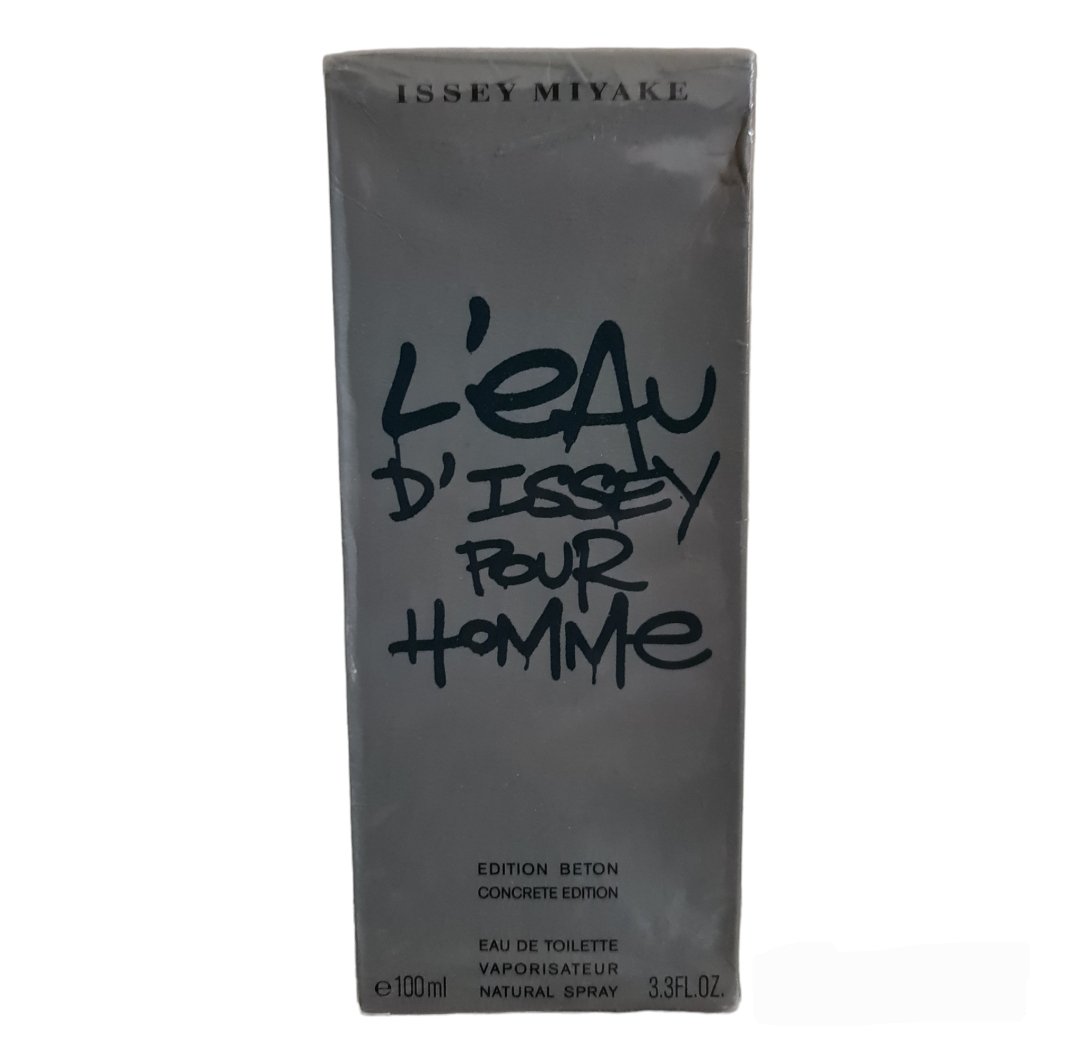 ISSEY MIYAKE
L'eAu
D'ISSEY
PouR
HoMMe
EDITION BETON
CONCRETE EDITION
EAU DE TOILETTE
VAPORISATEUR
℮100ml NATURAL SPRAY 3.3FL.OZ.